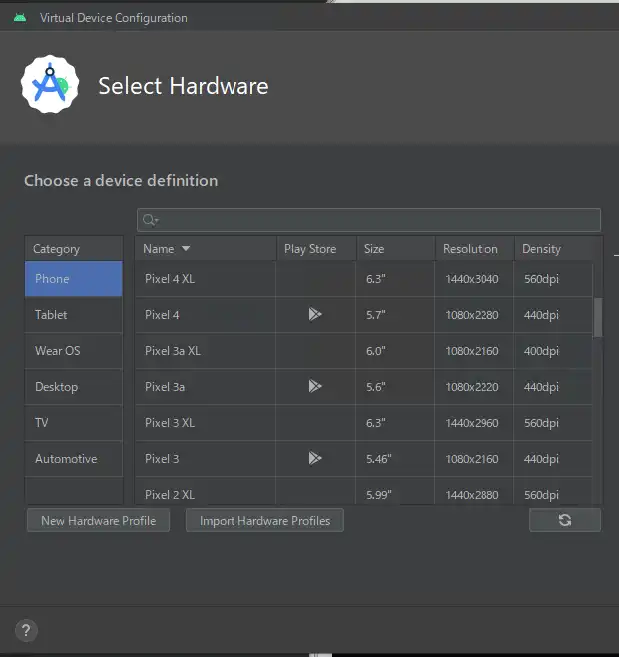 Virtual Device Configuration
Select Hardware
Choose a device definition
Category Name Play Store Size Resolution Density
Phone Pixel 4 XL 6.3" 1440x3040 560dpi
Tablet Pixel 4 5.7" 1080x2280 440dpi
Wear OS Pixel 3a XL 6.0" 1080x2160 400dpi
Desktop Pixel 3a 5.6" 1080x2220 440dpi
TV Pixel 3 XL 6.3" 1440x2960 560dpi
Automotive Pixel 3 5.46" 1080x2160 440dpi
Pixel 2 XL 5.99" 1440x2880 560dpi
New Hardware Profile Import Hardware Profiles
?